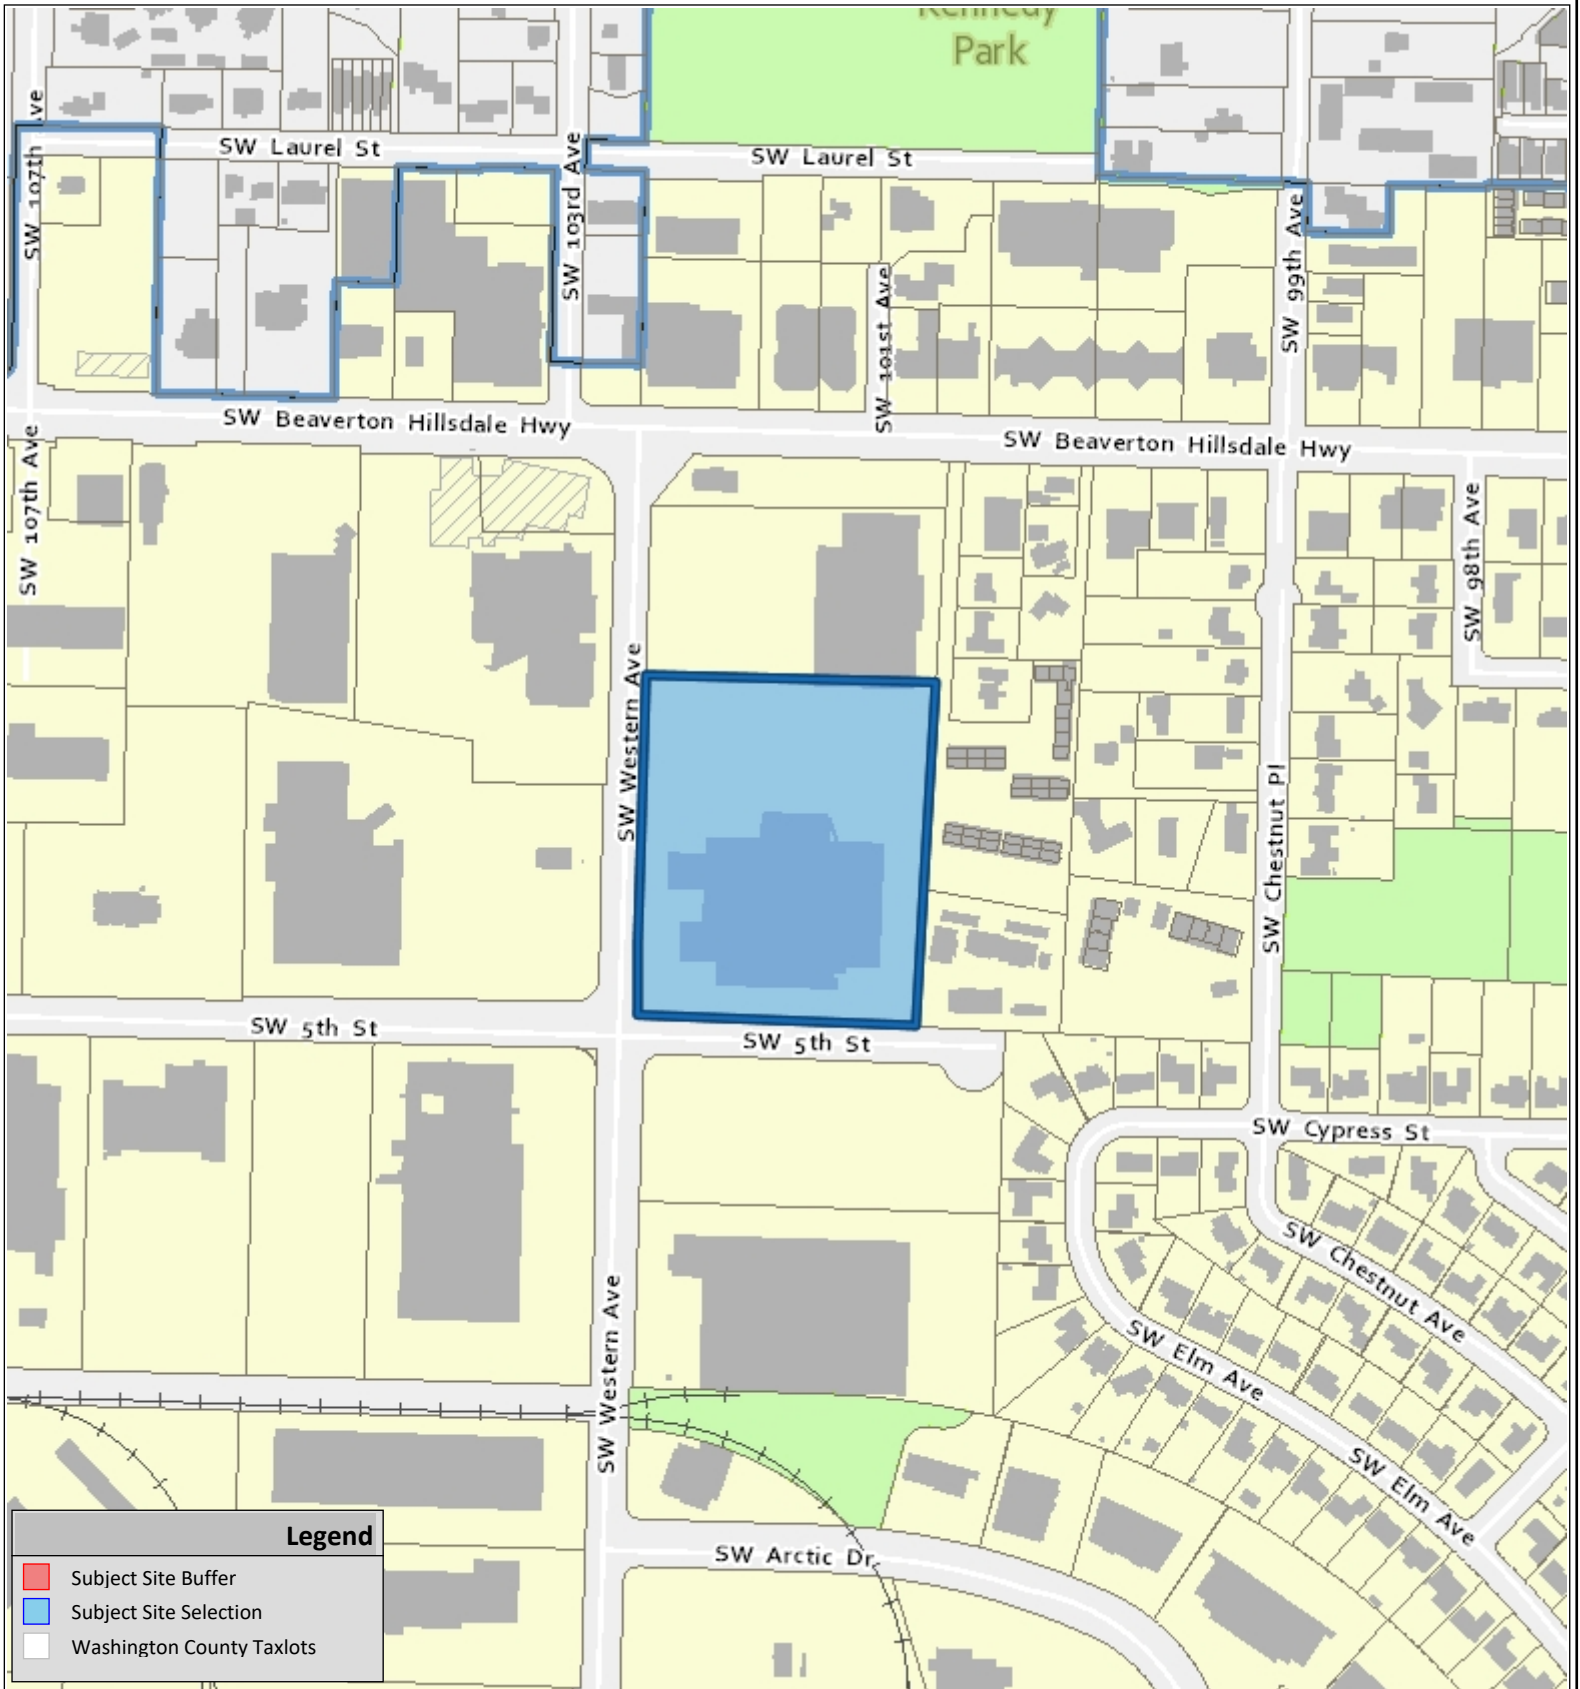 Kennedy
Park
SW 107th Ave
SW Laurel St
SW 103rd Ave
SW Laurel St
SW 101st Ave
SW 99th Ave
SW Beaverton Hillsdale Hwy
SW Beaverton Hillsdale Hwy
SW 107th Ave
SW 98th Ave
SW Western Ave
SW Chestnut Pl
SW 5th St
SW 5th St
SW Cypress St
SW Chestnut Ave
SW Western Ave
SW Elm Ave
SW Elm Ave
SW Arctic Dr
Legend
Subject Site Buffer
Subject Site Selection
Washington County Taxlots